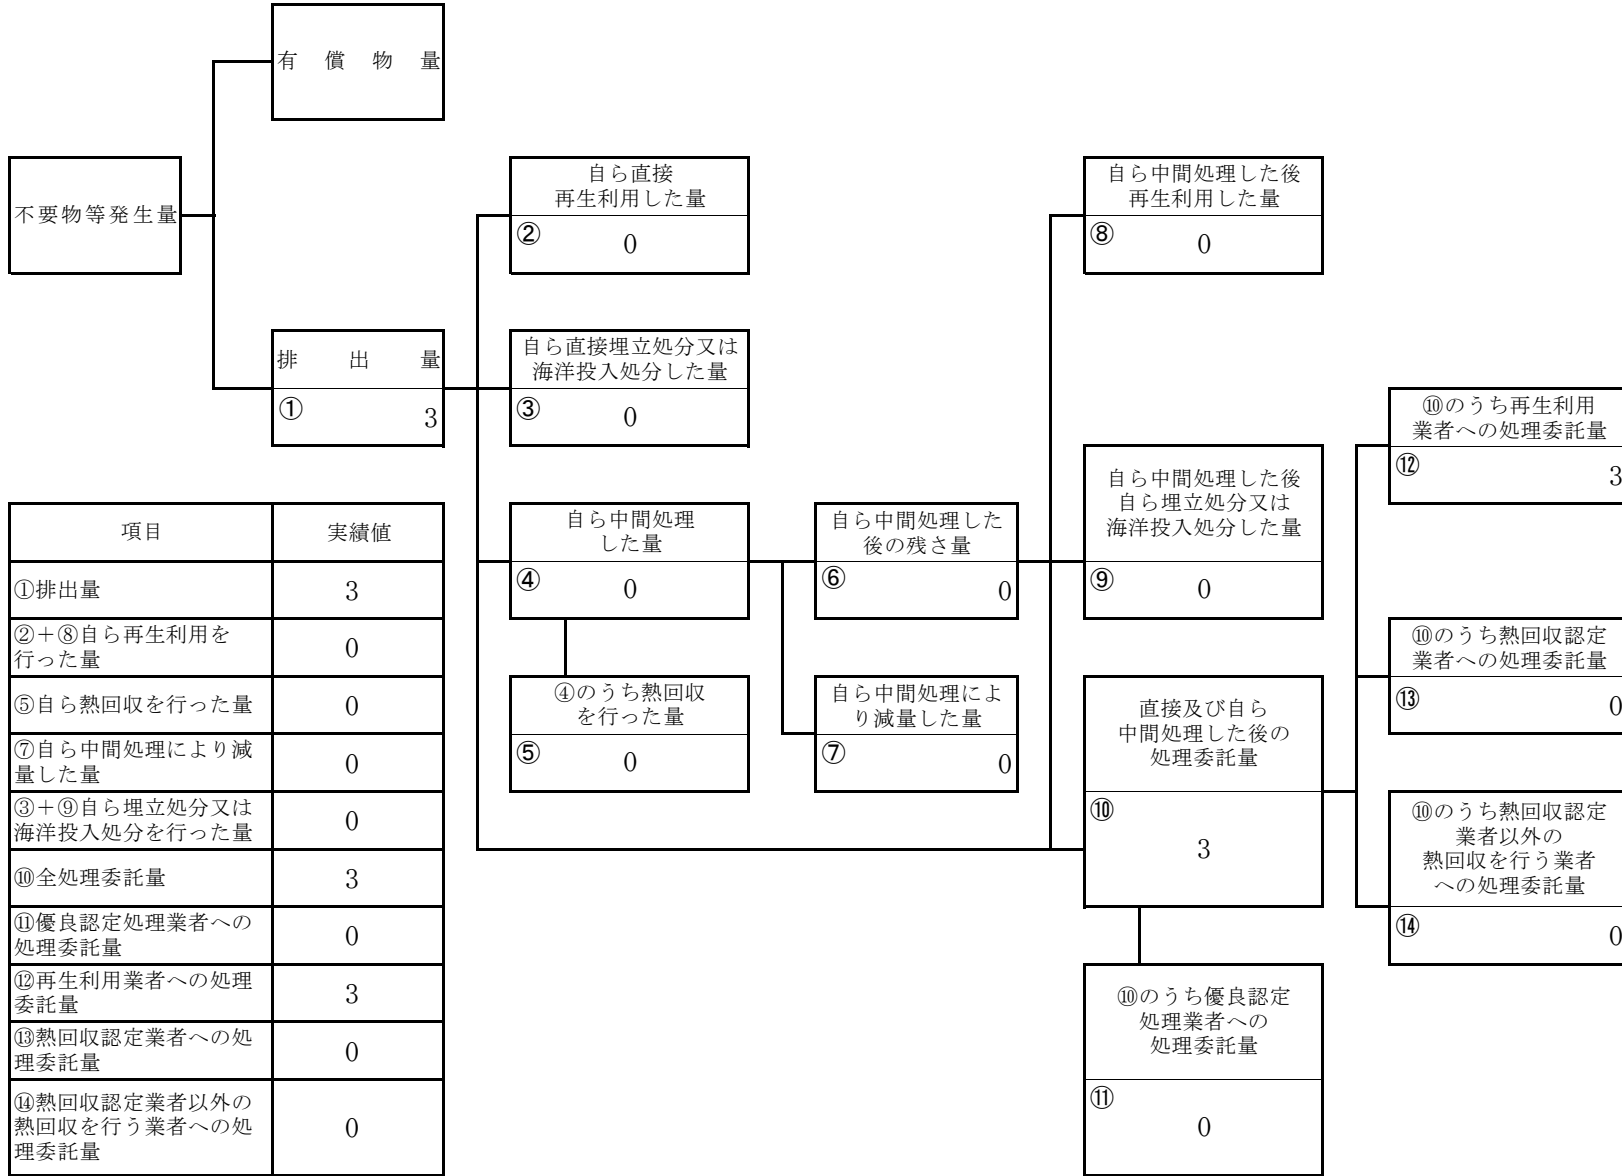 有償物量
不要物等発生量
自ら直接
再生利用した量
②
0
自ら中間処理した後
再生利用した量
⑧
0
排出量
①
3
自ら直接埋立処分又は
海洋投入処分した量
③
0
⑩のうち再生利用
業者への処理委託量
⑫
3
自ら中間処理
した量
④
0
自ら中間処理した
後の残さ量
⑥
0
自ら中間処理した後
自ら埋立処分又は
海洋投入処分した量
⑨
0
⑩のうち熱回収認定
業者への処理委託量
⑬
0
④のうち熱回収
を行った量
⑤
0
自ら中間処理によ
り減量した量
⑦
0
直接及び自ら
中間処理した後の
処理委託量
⑩
3
⑩のうち熱回収認定
業者以外の
熱回収を行う業者
への処理委託量
⑭
0
⑩のうち優良認定
処理業者への
処理委託量
⑪
0
項目 実績値
①排出量 3
②＋⑧自ら再生利用を
行った量 0
⑤自ら熱回収を行った量 0
⑦自ら中間処理により減
量した量 0
③＋⑨自ら埋立処分又は
海洋投入処分を行った量 0
⑩全処理委託量 3
⑪優良認定処理業者への
処理委託量 0
⑫再生利用業者への処理
委託量 3
⑬熱回収認定業者への処
理委託量 0
⑭熱回収認定業者以外の
熱回収を行う業者への処 0
理委託量